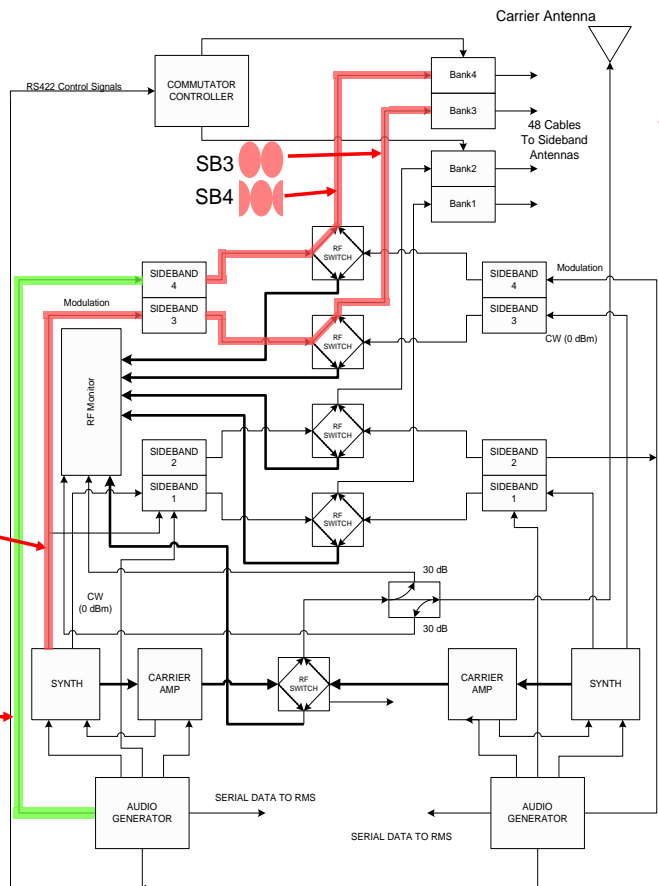 Carrier Antenna
RS422 Control Signals
COMMUTATOR
CONTROLLER
Bank4
Bank3
48 Cables
To Sideband
Antennas
Bank2
Bank1
SB3
SB4
RF
SWITCH
SIDEBAND
4
SIDEBAND
3
Modulation
SIDEBAND
4
SIDEBAND
3
Modulation
CW (0 dBm)
RF
SWITCH
RF Monitor
RF
SWITCH
SIDEBAND
2
SIDEBAND
1
SIDEBAND
2
SIDEBAND
1
RF
SWITCH
30 dB
30 dB
CW
(0 dBm)
SYNTH
CARRIER
AMP
RF
SWITCH
CARRIER
AMP
SYNTH
AUDIO
GENERATOR
SERIAL DATA TO RMS
SERIAL DATA TO RMS
AUDIO
GENERATOR